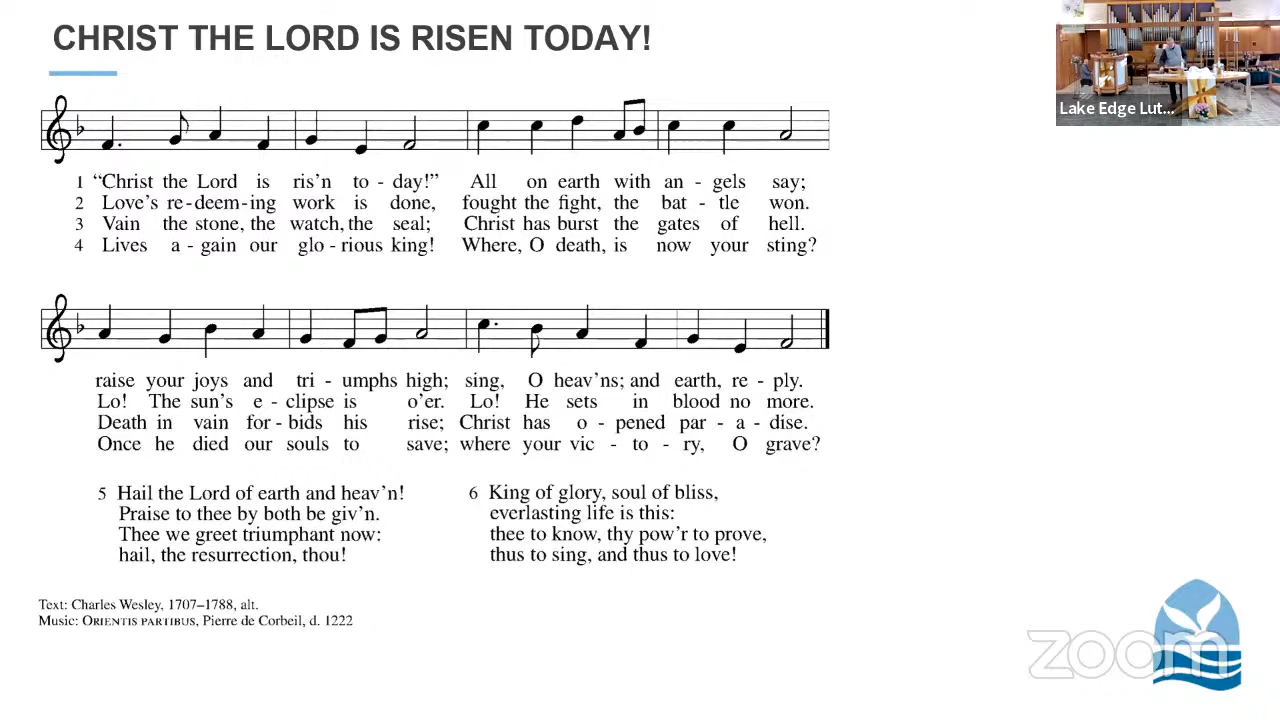 CHRIST THE LORD IS RISEN TODAY!
Lake Edge Lut...
1 “Christ the Lord is ris’n to - day!” All on earth with an - gels say;
2 Love’s re - deem - ing work is done, fought the fight, the bat - tle won.
3 Vain the stone, the watch, the seal; Christ has burst the gates of hell.
4 Lives a - gain our glo - rious king! Where, O death, is now your sting?
raise your joys and tri - umphs high; sing, O heav’ns; and earth, re - ply.
Lo! The sun’s e - clipse is o’er. Lo! He sets in blood no more.
Death in vain for - bids his rise; Christ has o - pened par - a - dise.
Once he died our souls to save; where your vic - to - ry, O grave?
5 Hail the Lord of earth and heav’n!
Praise to thee by both be giv’n.
Thee we greet triumphant now:
hail, the resurrection, thou!
6 King of glory, soul of bliss,
everlasting life is this:
thee to know, thy pow’r to prove,
thus to sing, and thus to love!
Text: Charles Wesley, 1707–1788, alt.
Music: ORIENTIS PARTIBUS, Pierre de Corbeil, d. 1222
zoom